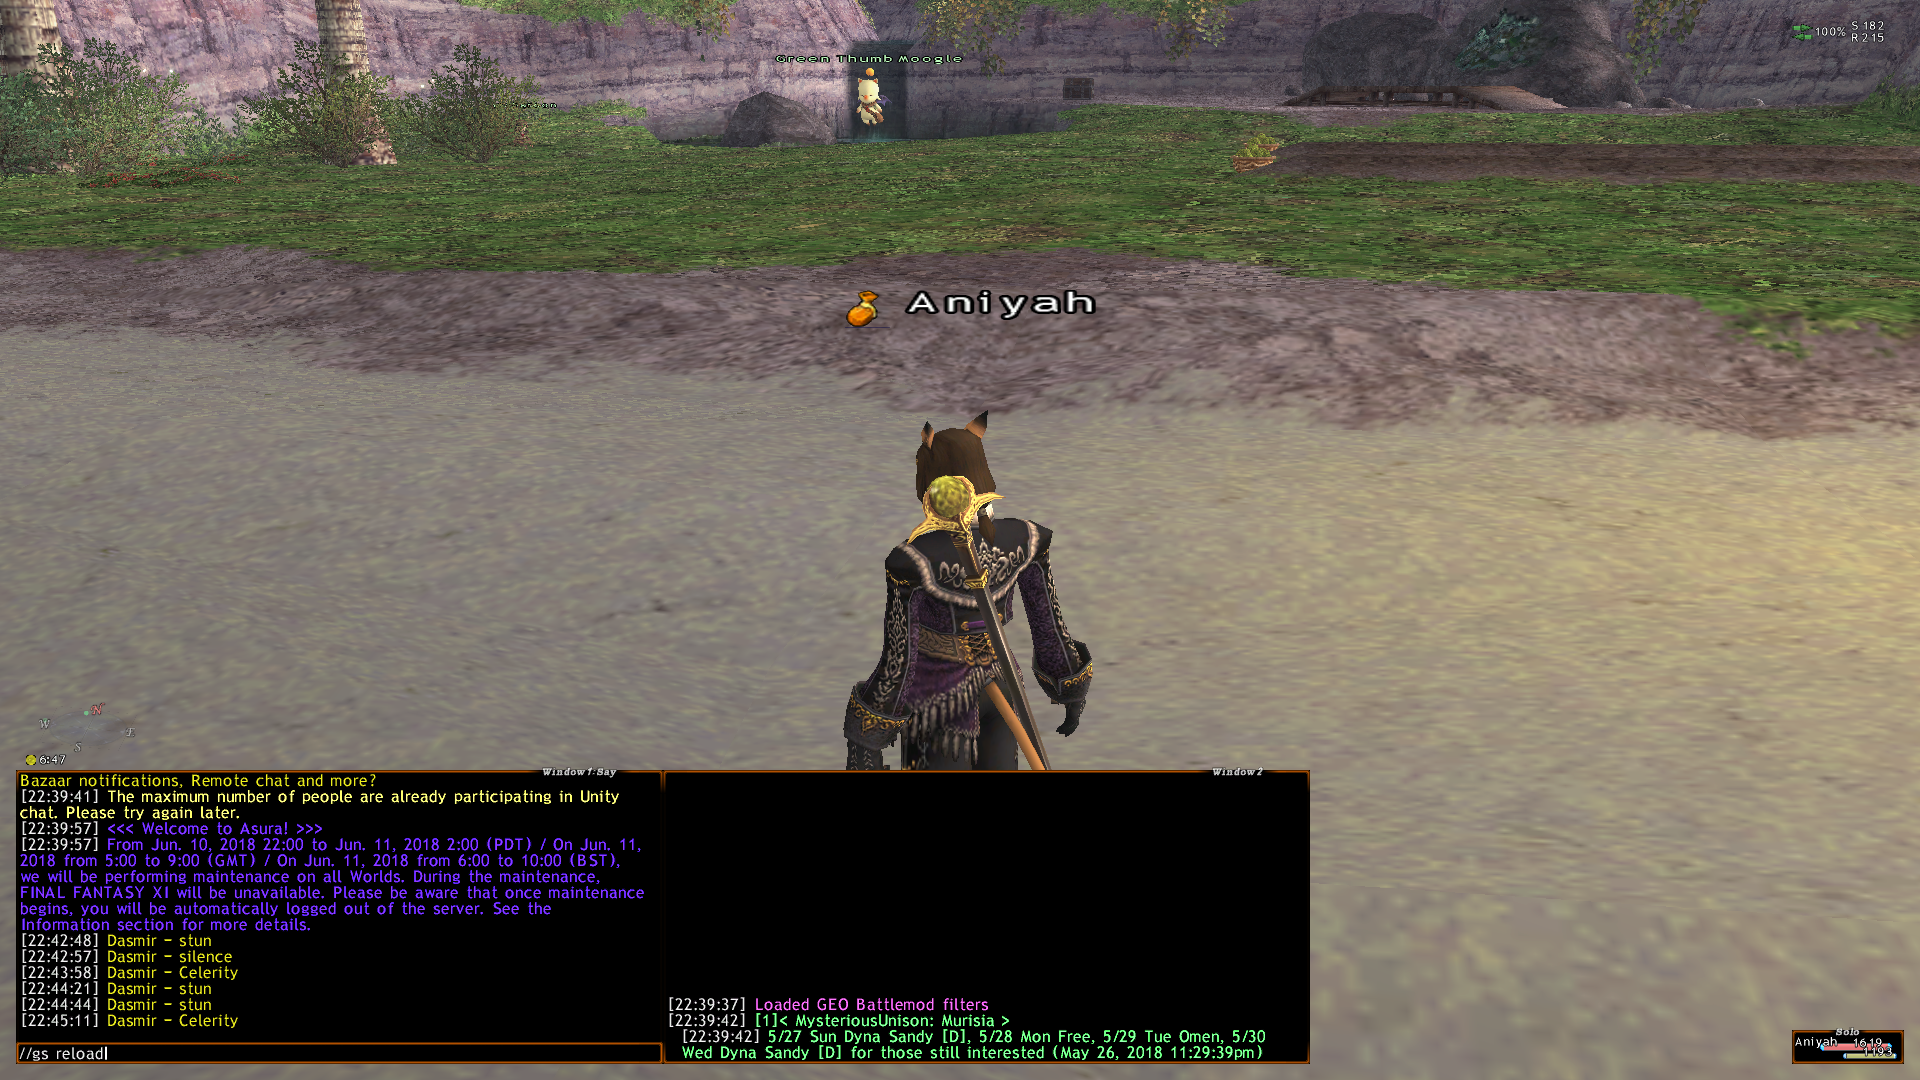 100% S 182
R 215
Green Thumb Moogle
Aniyah
W N E
S
6:47
Window1:Say
Bazaar notifications, Remote chat and more?
[22:39:41] The maximum number of people are already participating in Unity
chat. Please try again later.
[22:39:57] <<< Welcome to Asura! >>>
[22:39:57] From Jun. 10, 2018 22:00 to Jun. 11, 2018 2:00 (PDT) / On Jun. 11,
2018 from 5:00 to 9:00 (GMT) / On Jun. 11, 2018 from 6:00 to 10:00 (BST),
we will be performing maintenance on all Worlds. During the maintenance,
FINAL FANTASY XI will be unavailable. Please be aware that once maintenance
begins, you will be automatically logged out of the server. See the
Information section for more details.
[22:42:48] Dasmir - stun
[22:42:57] Dasmir - silence
[22:43:58] Dasmir - Celerity
[22:44:21] Dasmir - stun
[22:44:44] Dasmir - stun
[22:45:11] Dasmir - Celerity
//gs reload
Window2
[22:39:37] Loaded GEO Battlemod filters
[22:39:42] [1]< MysteriousUnison: Murisia >
[22:39:42] 5/27 Sun Dyna Sandy [D], 5/28 Mon Free, 5/29 Tue Omen, 5/30
Wed Dyna Sandy [D] for those still interested (May 26, 2018 11:29:39pm)
Solo
Aniyah 1619
1193